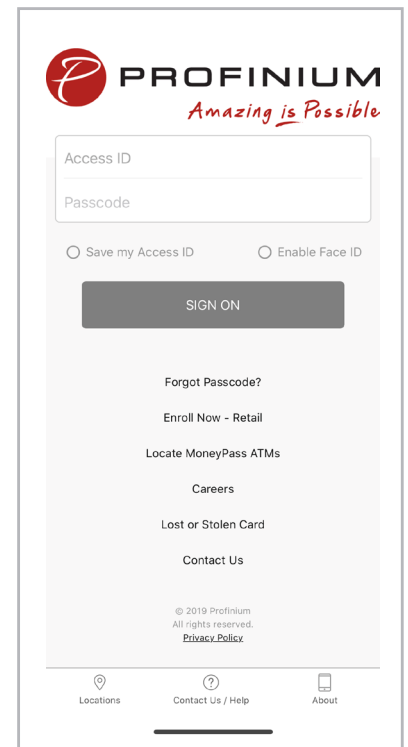 P PROFINIUM
Amazing is Possible
Access ID
Passcode
Save my Access ID Enable Face ID
SIGN ON
Forgot Passcode?
Enroll Now - Retail
Locate MoneyPass ATMs
Careers
Lost or Stolen Card
Contact Us
© 2019 Profinium
All rights reserved.
Privacy Policy
Locations Contact Us / Help About